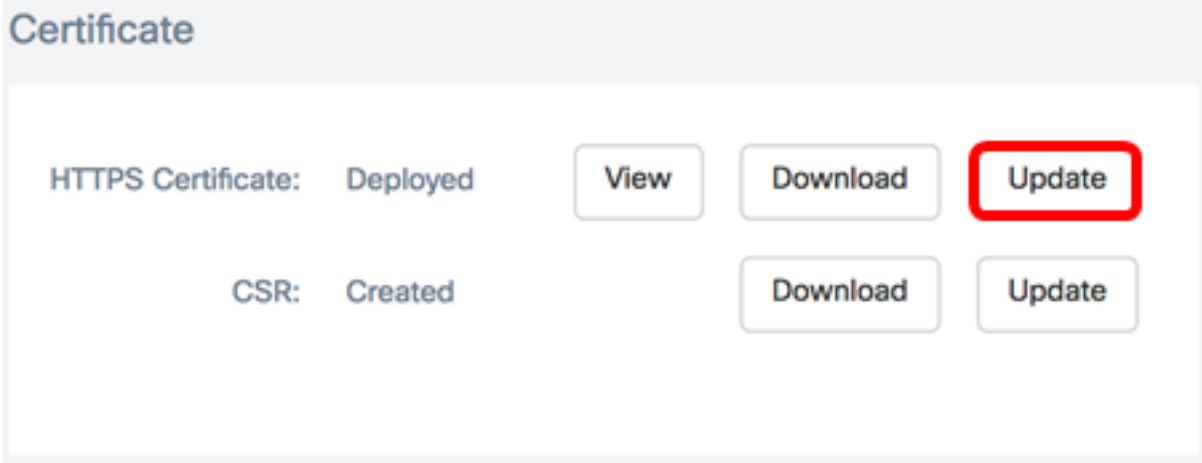 Certificate
HTTPS Certificate: Deployed View Download Update
CSR: Created Download Update